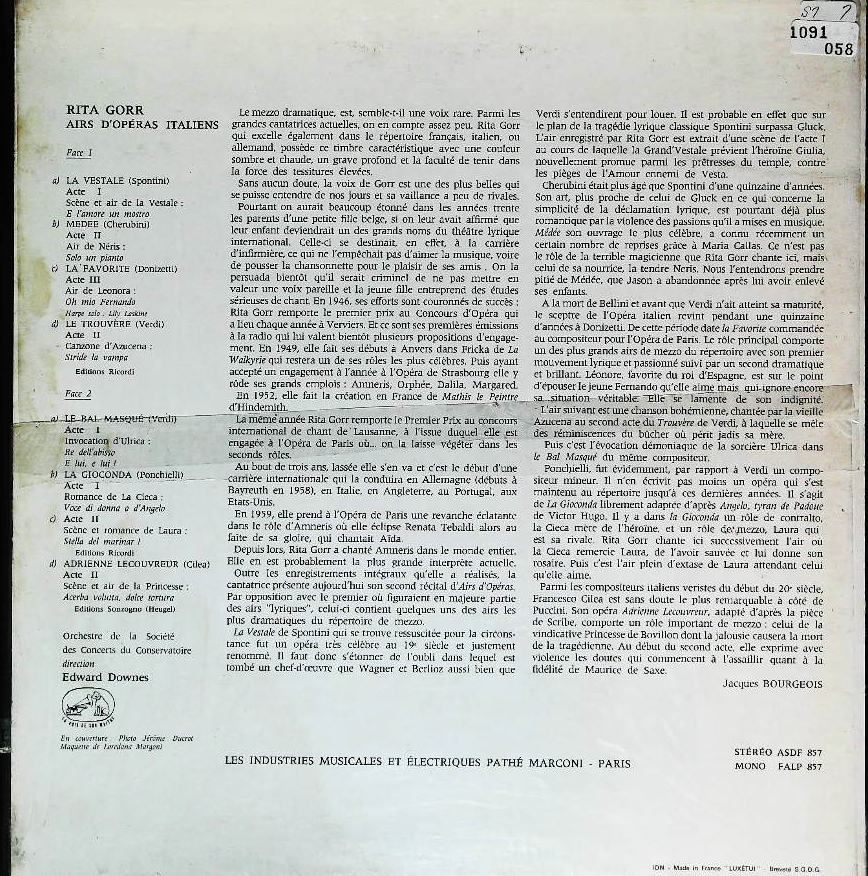 57 7
1091
058
RITA GORR
AIRS D'OPÉRAS ITALIENS
Face 1
a) LA VESTALE (Spontini)
Acte I
Scène et air de la Vestale :
E l'amore un mostro
b) MEDEE (Cherubini)
Acte II
Air de Néris :
Solo un pianto
c) LA FAVORITE (Donizetti)
Acte III
Air de Leonora :
Oh mio Fernando
Harpe solo : Lily Laskine
d) LE TROUVÈRE (Verdi)
Acte II
Canzone d'Azucena :
Stride la vampa
Editions Ricordi
Face 2
a) LE BAL MASQUÉ (Verdi)
Acte I
Invocation d'Ulrica :
Re dell'abisso
E lui, e lui !
b) LA GIOCONDA (Ponchielli)
Acte I
Romance de La Cieca :
Voce di donna o d'Angelo
c) Acte II
Scène et romance de Laura :
Stella del marinar !
Editions Ricordi
d) ADRIENNE LECOUVREUR (Cilea)
Acte II
Scène et air de la Princesse :
Acerba volutta, dolce tortura
Editions Sonzogno (Heugel)
Orchestre de la Société
des Concerts du Conservatoire
direction
Edward Downes
LA VOIX DE SON MAITRE
En couverture Photo Jérôme Ducrot
Maquette de Loredana Margoni
Le mezzo dramatique, est, semble-t-il une voix rare. Parmi les
grandes cantatrices actuelles, on en compte assez peu. Rita Gorr
qui excelle également dans le répertoire français, italien, ou
allemand, possède ce timbre caractéristique avec une couleur
sombre et chaude, un grave profond et la faculté de tenir dans
la force des tessitures élevées.
Sans aucun doute, la voix de Gorr est une des plus belles qui
se puisse entendre de nos jours et sa vaillance a peu de rivales.
Pourtant on aurait beaucoup étonné dans les années trente
les parents d'une petite fille belge, si on leur avait affirmé que
leur enfant deviendrait un des grands noms du théâtre lyrique
international. Celle-ci se destinait, en effet, à la carrière
d'infirmière, ce qui ne l'empêchait pas d'aimer la musique, voire
de pousser la chansonnette pour le plaisir de ses amis . On la
persuada bientôt qu'il serait criminel de ne pas mettre en
valeur une voix pareille et la jeune fille entreprend des études
sérieuses de chant. En 1946, ses efforts sont couronnés de succès :
Rita Gorr remporte le premier prix au Concours d'Opéra qui
a lieu chaque année à Verviers. Et ce sont ses premières émissions
à la radio qui lui valent bientôt plusieurs propositions d'engage-
ment. En 1949, elle fait ses débuts à Anvers dans Fricka de La
Walkyrie qui restera un de ses rôles les plus célèbres. Puis ayant
accepté un engagement à l'année à l'Opéra de Strasbourg elle y
rôde ses grands emplois : Amneris, Orphée, Dalila, Margared.
En 1952, elle fait la création en France de Mathis le Peintre
d'Hindemith.
La même année Rita Gorr remporte le Premier Prix au concours
international de chant de Lausanne, à l'issue duquel elle est
engagée à l'Opéra de Paris où... on la laisse végéter dans les
seconds rôles.
Au bout de trois ans, lassée elle s'en va et c'est le début d'une
carrière internationale qui la conduira en Allemagne (débuts à
Bayreuth en 1958), en Italie, en Angleterre, au Portugal, aux
Etats-Unis.
En 1959, elle prend à l'Opéra de Paris une revanche éclatante
dans le rôle d'Amneris où elle éclipse Renata Tebaldi alors au
faîte de sa gloire, qui chantait Aïda.
Depuis lors, Rita Gorr a chanté Amneris dans le monde entier.
Elle en est probablement la plus grande interprète actuelle.
Outre les enregistrements intégraux qu'elle a réalisés, la
cantatrice présente aujourd'hui son second récital d'Airs d'Opéras.
Par opposition avec le premier où figuraient en majeure partie
des airs "lyriques", celui-ci contient quelques uns des airs les
plus dramatiques du répertoire de mezzo.
La Vestale de Spontini qui se trouve ressuscitée pour la circons-
tance fut un opéra très célèbre au 19e siècle et justement
renommé. Il faut donc s'étonner de l'oubli dans lequel est
tombé un chef-d'œuvre que Wagner et Berlioz aussi bien que
Verdi s'entendirent pour louer. Il est probable en effet que sur
le plan de la tragédie lyrique classique Spontini surpassa Gluck.
L'air enregistré par Rita Gorr est extrait d'une scène de l'acte I
au cours de laquelle la Grand'Vestale prévient l'héroïne Giulia,
nouvellement promue parmi les prêtresses du temple, contre
les pièges de l'Amour ennemi de Vesta.
Cherubini était plus âgé que Spontini d'une quinzaine d'années.
Son art, plus proche de celui de Gluck en ce qui concerne la
simplicité de la déclamation lyrique, est pourtant déjà plus
romantique par la violence des passions qu'il a mises en musique.
Médée son ouvrage le plus célèbre, a connu récemment un
certain nombre de reprises grâce à Maria Callas. Ce n'est pas
le rôle de la terrible magicienne que Rita Gorr chante ici, mais
celui de sa nourrice, la tendre Neris. Nous l'entendrons prendre
pitié de Médée, que Jason a abandonnée après lui avoir enlevé
ses enfants.
A la mort de Bellini et avant que Verdi n'ait atteint sa maturité,
le sceptre de l'Opéra italien revint pendant une quinzaine
d'années à Donizetti. De cette période date la Favorite commandée
au compositeur pour l'Opéra de Paris. Le rôle principal comporte
un des plus grands airs de mezzo du répertoire avec son premier
mouvement lyrique et passionné suivi par un second dramatique
et brillant. Léonore, favorite du roi d'Espagne, est sur le point
d'épouser le jeune Fernando qu'elle aime mais qui ignore encore
sa situation véritable. Elle se lamente de son indignité.
L'air suivant est une chanson bohémienne, chantée par la vieille
Azucena au second acte du Trouvère de Verdi, à laquelle se mêle
des réminiscences du bûcher où périt jadis sa mère.
Puis c'est l'évocation démoniaque de la sorcière Ulrica dans
le Bal Masqué du même compositeur.
Ponchielli, fut évidemment, par rapport à Verdi un compo-
siteur mineur. Il n'en écrivit pas moins un opéra qui s'est
maintenu au répertoire jusqu'à ces dernières années. Il s'agit
de La Gioconda librement adaptée d'après Angelo, tyran de Padoue
de Victor Hugo. Il y a dans la Gioconda un rôle de contralto,
la Cieca mère de l'héroïne, et un rôle de mezzo, Laura qui
est sa rivale. Rita Gorr chante ici successivement l'air où
la Cieca remercie Laura, de l'avoir sauvée et lui donne son
rosaire. Puis c'est l'air plein d'extase de Laura attendant celui
qu'elle aime.
Parmi les compositeurs italiens veristes du début du 20e siècle,
Francesco Cilea est sans doute le plus remarquable à côté de
Puccini. Son opéra Adrienne Lecouvreur, adapté d'après la pièce
de Scribe, comporte un rôle important de mezzo : celui de la
vindicative Princesse de Bovillon dont la jalousie causera la mort
de la tragédienne. Au début du second acte, elle exprime avec
violence les doutes qui commencent à l'assaillir quant à la
fidélité de Maurice de Saxe.
Jacques BOURGEOIS
LES INDUSTRIES MUSICALES ET ÉLECTRIQUES PATHÉ MARCONI - PARIS
STÉRÉO ASDF 857
MONO FALP 857
IDN - Made in France "LUXÉTUI" - Breveté S.G.D.G.